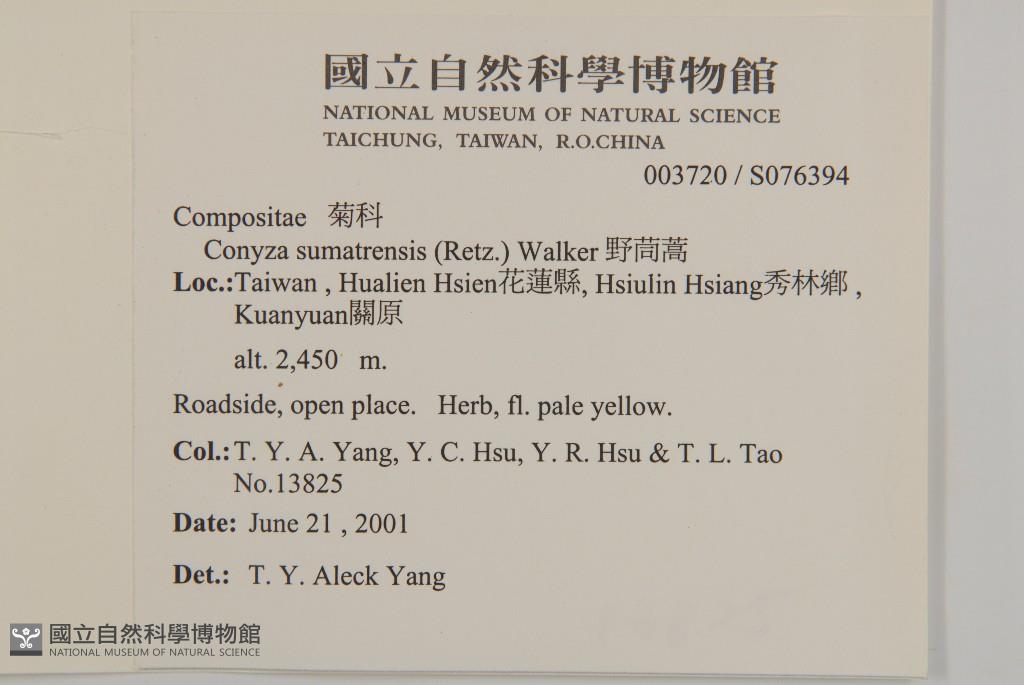 國立自然科學博物館
NATIONAL MUSEUM OF NATURAL SCIENCE
TAICHUNG, TAIWAN, R.O.CHINA
003720 / S076394
Compositae 菊科
Conyza sumatrensis (Retz.) Walker 野茼蒿
Loc.:Taiwan , Hualien Hsien花蓮縣, Hsiulin Hsiang秀林鄉 ,
Kuanyuan關原
alt. 2,450 m.
Roadside, open place. Herb, fl. pale yellow.
Col.:T. Y. A. Yang, Y. C. Hsu, Y. R. Hsu & T. L. Tao
No.13825
Date: June 21 , 2001
Det.: T. Y. Aleck Yang
國立自然科學博物館
NATIONAL MUSEUM OF NATURAL SCIENCE